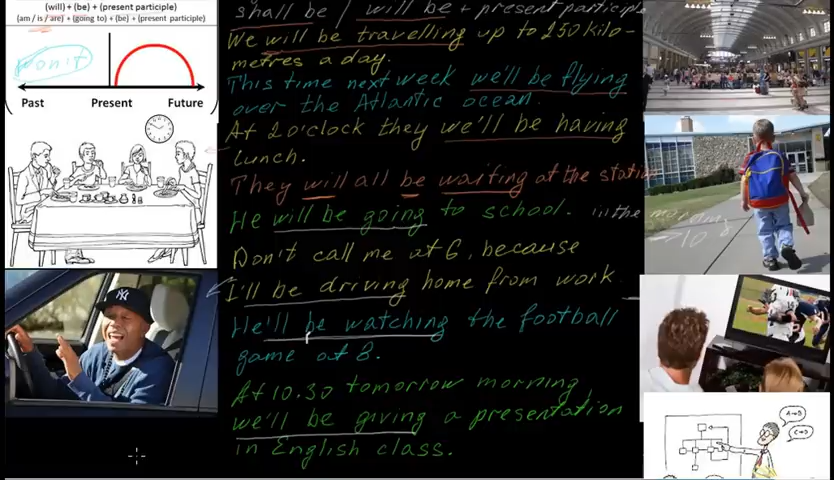 (will) + (be) + (present participle)
(am / is / are) + (going to) + (be) + (present participle)
Past Present Future
shall be / will be + present participle
We will be travelling up to 250 kilo-
metres a day.
This time next week we'll be flying
over the Atlantic ocean.
At 2 o'clock they we'll be having
lunch.
They will all be waiting at the station
He will be going to school. in the
Don't call me at 6, because
I'll be driving home from work
He'll be watching the football
game at 8.
At 10.30 tomorrow morning,
we'll be giving a presentation
in English class.
NY
A→B
C→D